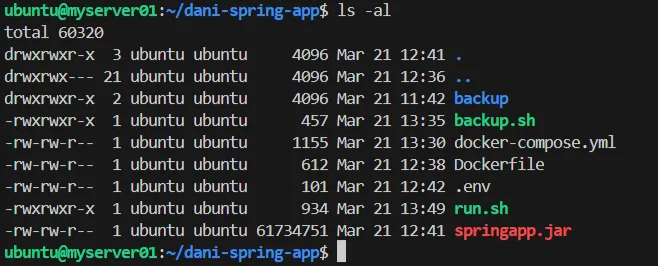 ubuntu@myserver01:~/dani-spring-app$ ls -al
total 60320
drwxrwxr-x  3 ubuntu ubuntu     4096 Mar 21 12:41 .
drwxrwx--- 21 ubuntu ubuntu     4096 Mar 21 12:36 ..
drwxrwxr-x  2 ubuntu ubuntu     4096 Mar 21 11:42 backup
-rwxrwxr-x  1 ubuntu ubuntu      457 Mar 21 13:35 backup.sh
-rw-rw-r--  1 ubuntu ubuntu     1155 Mar 21 13:30 docker-compose.yml
-rw-rw-r--  1 ubuntu ubuntu      612 Mar 21 12:38 Dockerfile
-rw-rw-r--  1 ubuntu ubuntu      101 Mar 21 12:42 .env
-rwxrwxr-x  1 ubuntu ubuntu      934 Mar 21 13:49 run.sh
-rw-rw-r--  1 ubuntu ubuntu 61734751 Mar 21 12:41 springapp.jar
ubuntu@myserver01:~/dani-spring-app$